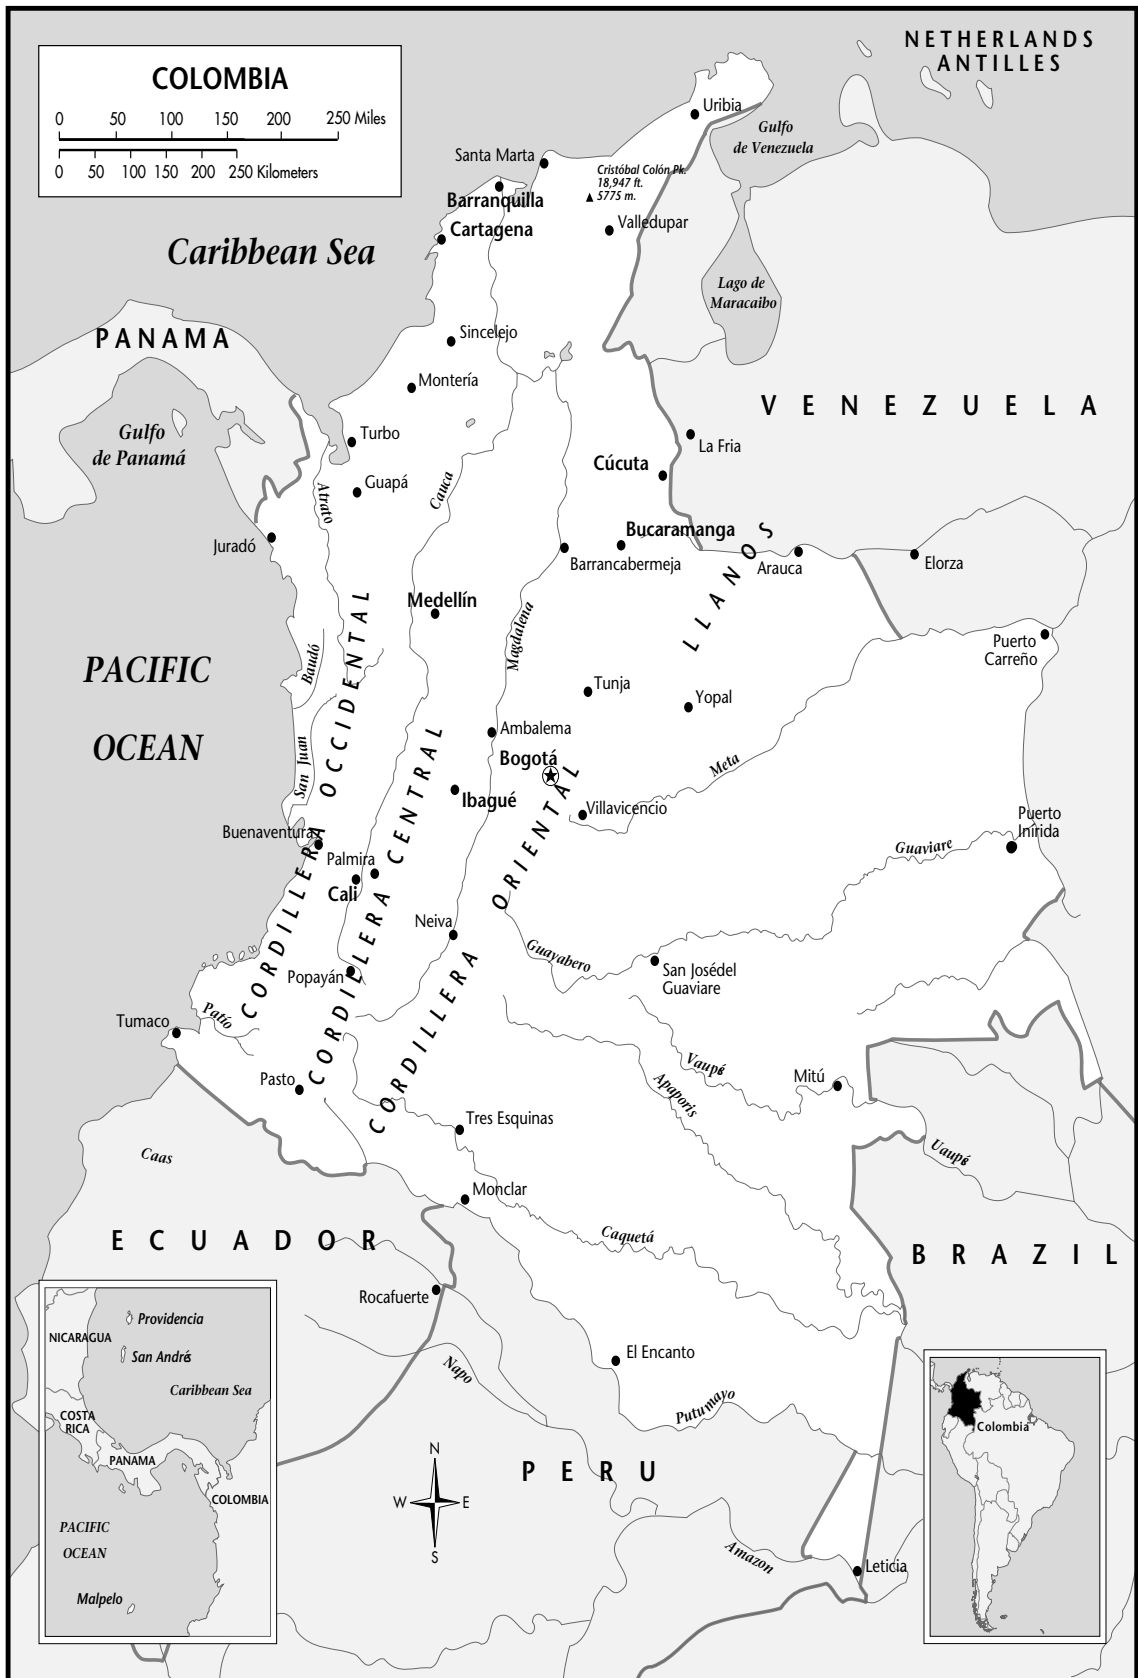 NETHERLANDS
ANTILLES
COLOMBIA
0 50 100 150 200 250 Miles
0 50 100 150 200 250 Kilometers
Uribia
Gulfo
de Venezuela
Santa Marta
Cristóbal Colón Pk.
18,947 ft.
5775 m.
Barranquilla
Cartagena
Valledupar
Caribbean Sea
Lago de
Maracaibo
PANAMA
Sincelejo
Montería
VENEZUELA
Gulfo
de Panamá
Turbo
La Fria
Cúcuta
Guapá
Cauca
Atrato
Bucaramanga
LLANOS
Juradó
Barrancabermeja
Arauca
Elorza
Medellín
Magdalena
Puerto
Carreño
PACIFIC
OCEAN
Baudó
Tunja
Yopal
Ambalema
Bogotá
Meta
San Juan
CORDILLERA OCCIDENTAL
CORDILLERA CENTRAL
CORDILLERA ORIENTAL
Ibagué
Villavicencio
Puerto
Inírida
Buenaventura
Palmira
Cali
Guaviare
Neiva
Guayabero
Popayán
San Josédel
Guaviare
Patío
Tumaco
Vaupé
s
Mitú
Pasto
Apaporis
Tres Esquinas
Uaupé
s
Caas
Monclar
ECUADOR
Caquetá
BRAZIL
Rocafuerte
El Encanto
Napo
Putumayo
PERU
N
W E
S
Amazon
Leticia
Providencia
NICARAGUA
San Andrés
Caribbean Sea
COSTA
RICA
PANAMA
COLOMBIA
PACIFIC
OCEAN
Malpelo
Colombia